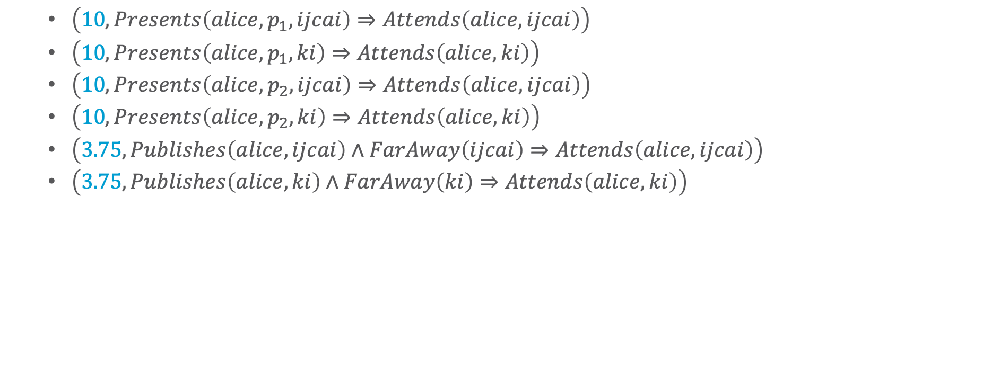 • (10, Presents(alice, p₁, ijcai) ⇒ Attends(alice, ijcai))
• (10, Presents(alice, p₁, ki) ⇒ Attends(alice, ki))
• (10, Presents(alice, p₂, ijcai) ⇒ Attends(alice, ijcai))
• (10, Presents(alice, p₂, ki) ⇒ Attends(alice, ki))
• (3.75, Publishes(alice, ijcai) ∧ FarAway(ijcai) ⇒ Attends(alice, ijcai))
• (3.75, Publishes(alice, ki) ∧ FarAway(ki) ⇒ Attends(alice, ki))